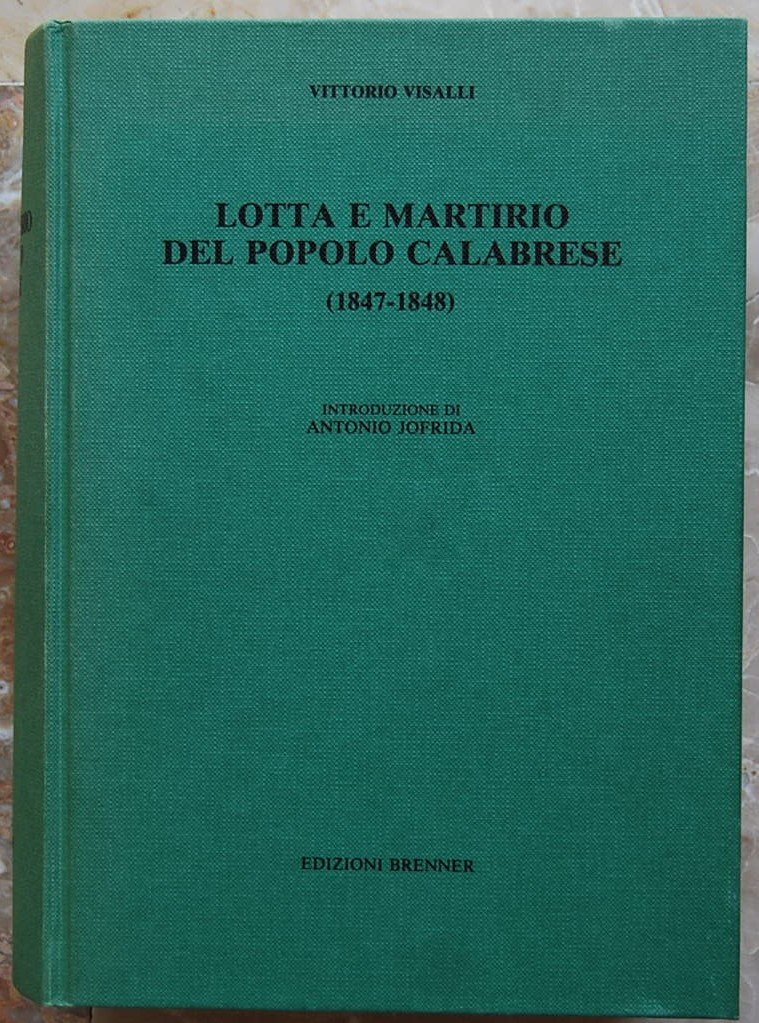 VITTORIO VISALLI
LOTTA E MARTIRIO
DEL POPOLO CALABRESE
(1847-1848)
INTRODUZIONE DI
ANTONIO JOFRIDA
EDIZIONI BRENNER